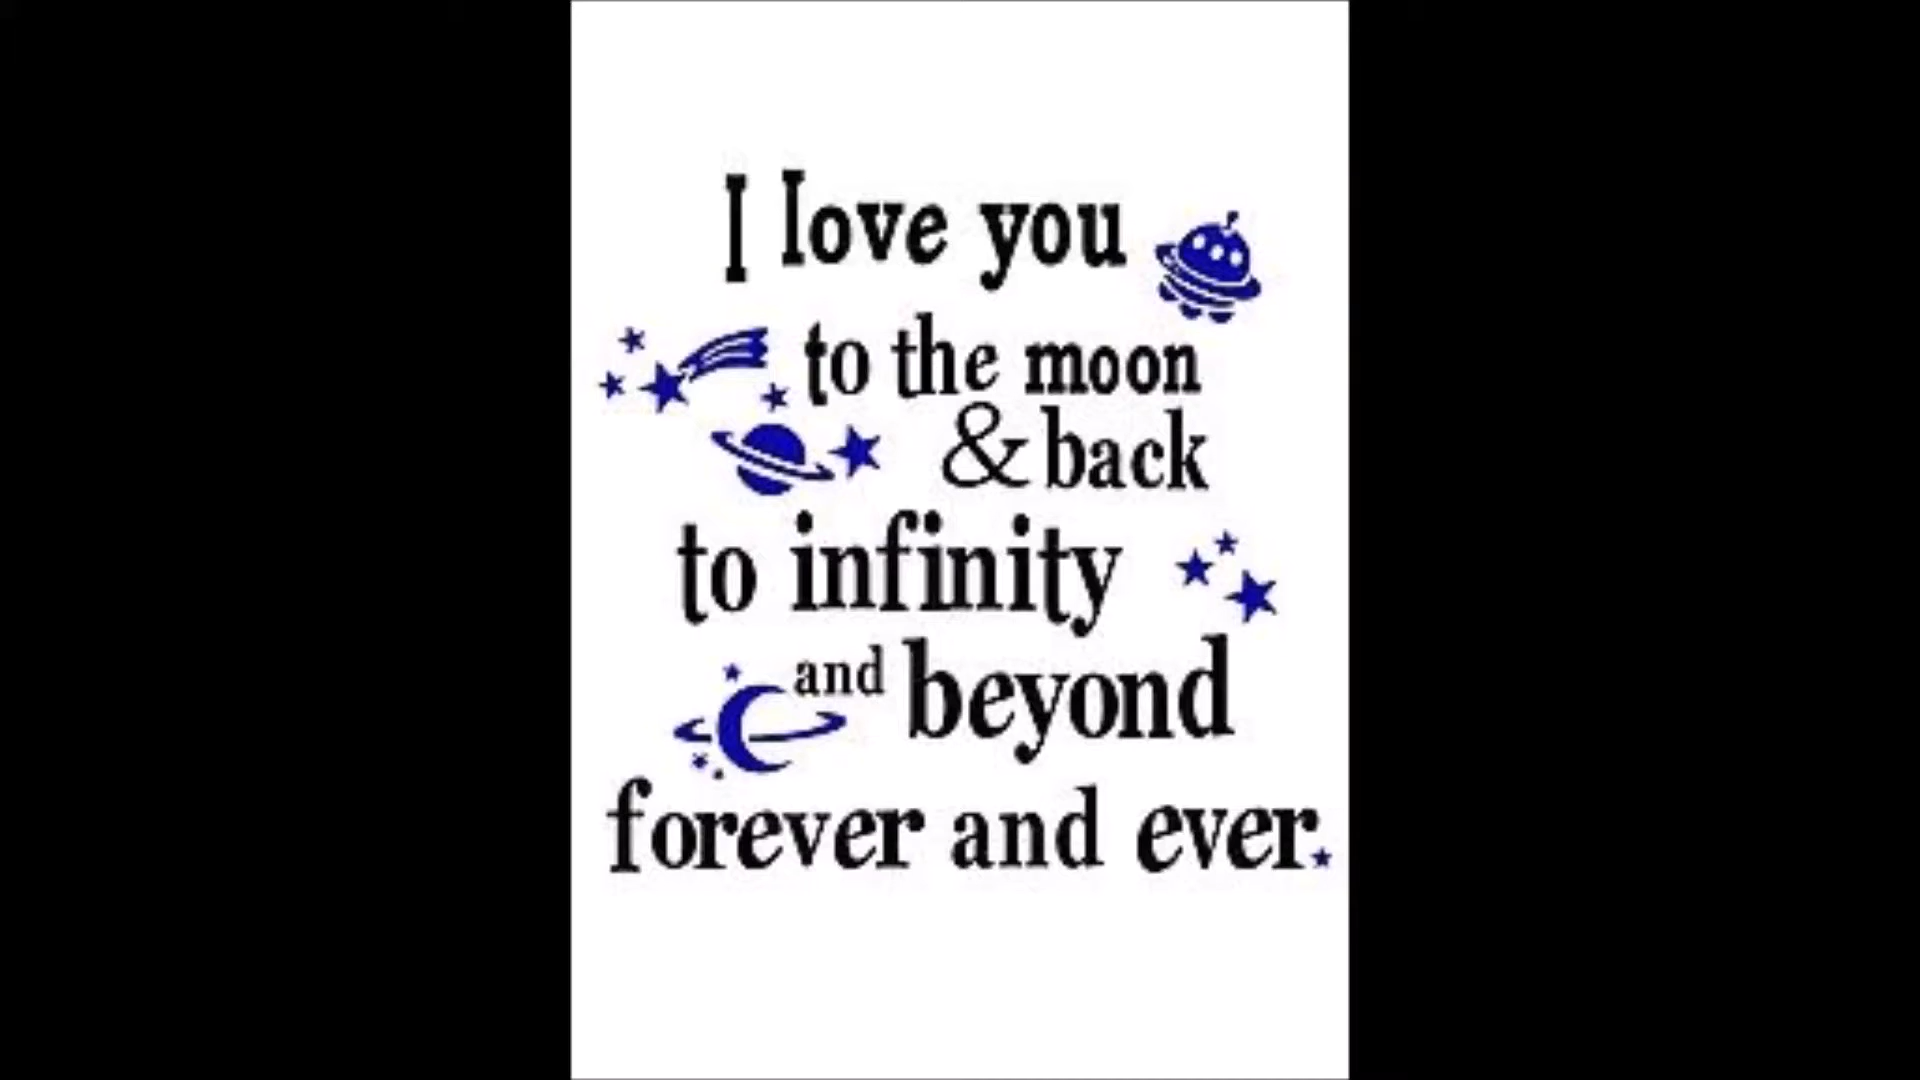 I love you
to the moon
& back
to infinity
and beyond
forever and ever.